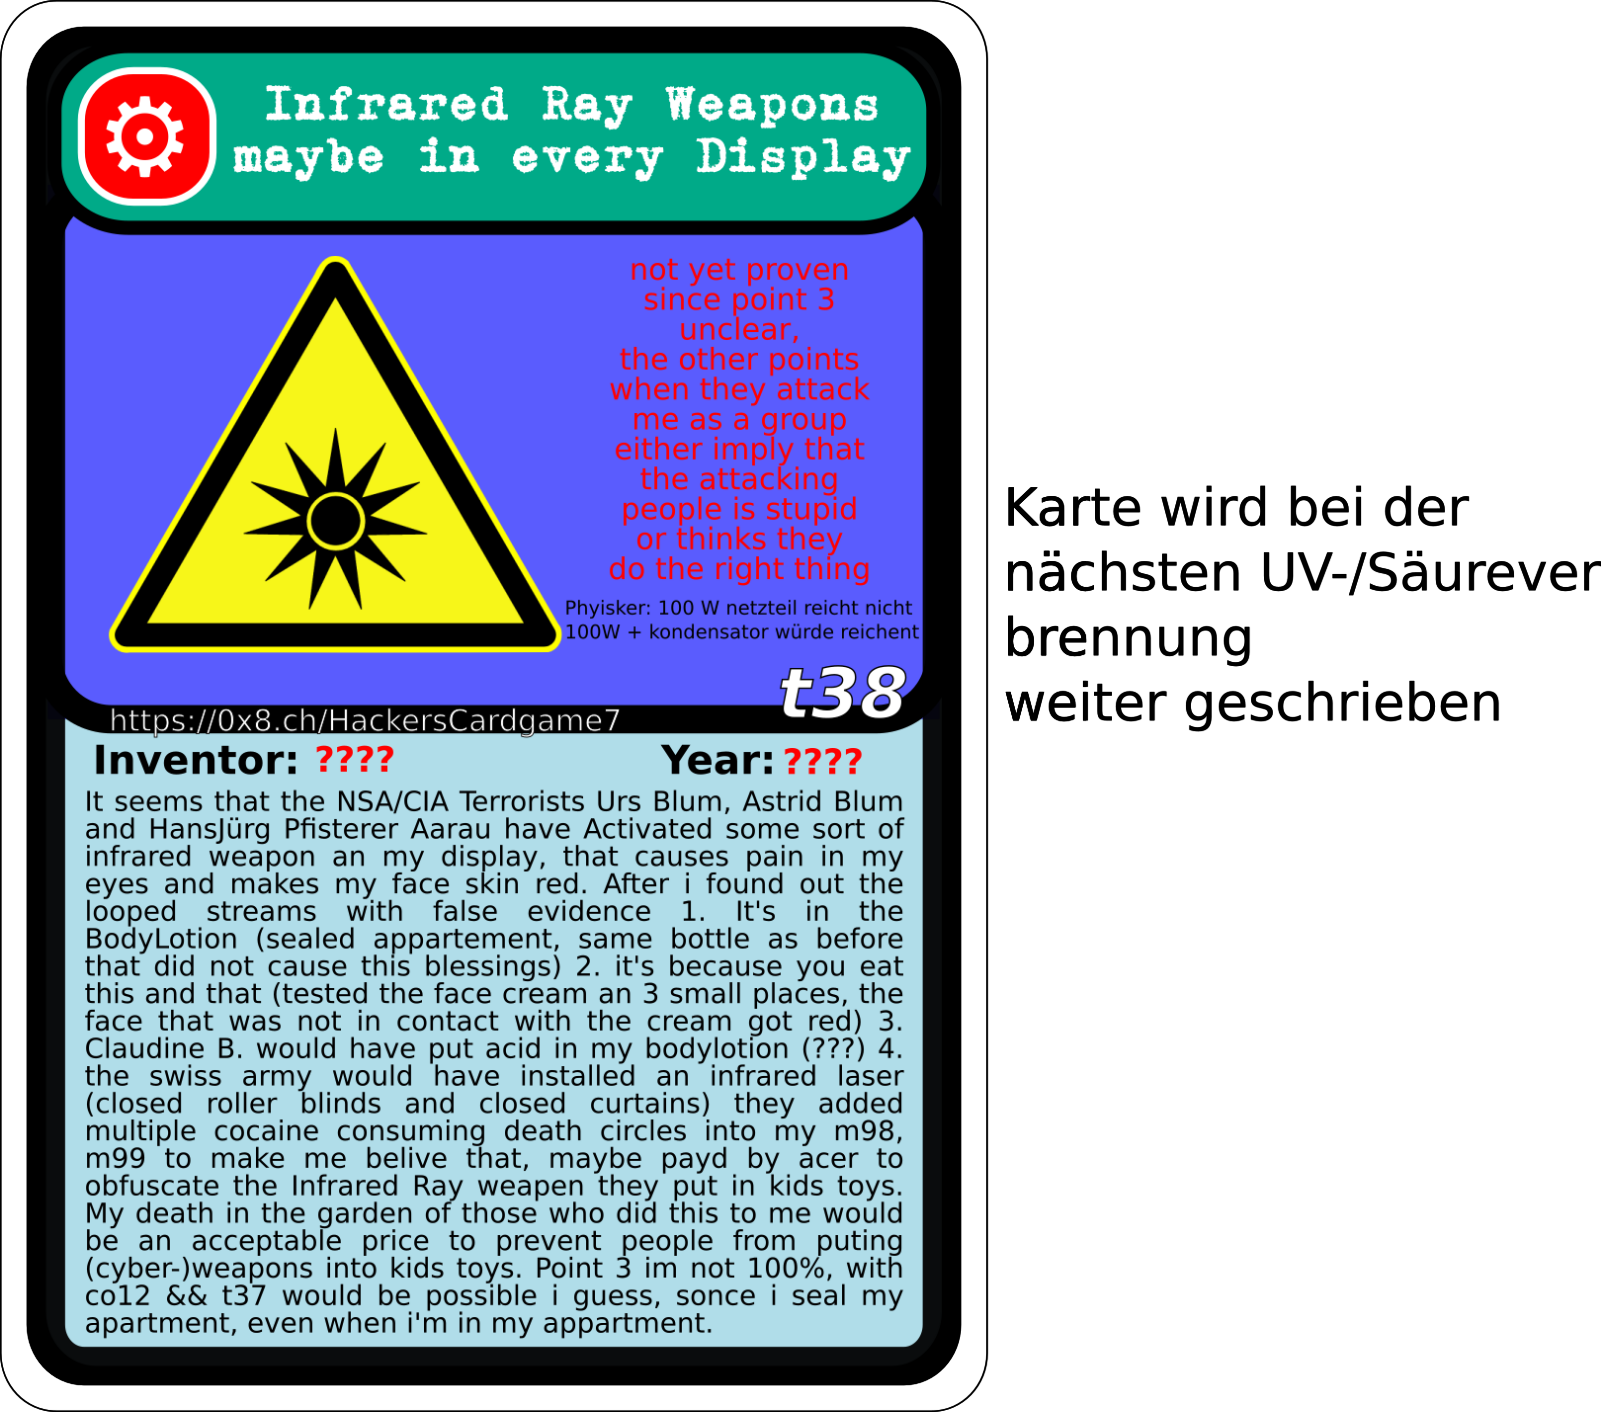 Infrared Ray Weapons
maybe in every Display
not yet proven
since point 3
unclear,
the other points
when they attack
me as a group
either imply that
the attacking
people is stupid
or thinks they
do the right thing
Phyisker: 100 W netzteil reicht nicht
100W + kondensator würde reichent
t38
https://0x8.ch/HackersCardgame7
Inventor: ???? Year: ????
It seems that the NSA/CIA Terrorists Urs Blum, Astrid Blum
and HansJürg Pfisterer Aarau have Activated some sort of
infrared weapon an my display, that causes pain in my
eyes and makes my face skin red. After i found out the
looped streams with false evidence 1. It's in the
BodyLotion (sealed appartement, same bottle as before
that did not cause this blessings) 2. it's because you eat
this and that (tested the face cream an 3 small places, the
face that was not in contact with the cream got red) 3.
Claudine B. would have put acid in my bodylotion (???) 4.
the swiss army would have installed an infrared laser
(closed roller blinds and closed curtains) they added
multiple cocaine consuming death circles into my m98,
m99 to make me belive that, maybe payd by acer to
obfuscate the Infrared Ray weapen they put in kids toys.
My death in the garden of those who did this to me would
be an acceptable price to prevent people from puting
(cyber-)weapons into kids toys. Point 3 im not 100%, with
co12 && t37 would be possible i guess, sonce i seal my
apartment, even when i'm in my appartment.
Karte wird bei der
nächsten UV-/Säurever
brennung
weiter geschrieben